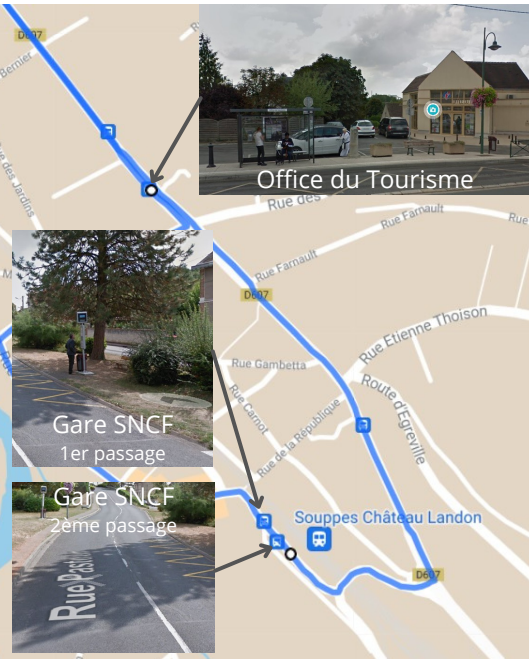 D607
Bernier
Rue des Jardins
Office du Tourisme
Rue des
Rue Farnault
Rue
Rue Farnault
D607
Rue Etienne Thoison
Rue Gambetta
Route d'Egreville
Rue Carnot
Rue de la République
Gare SNCF
1er passage
Gare SNCF
2ème passage
Souppes Château Landon
D607